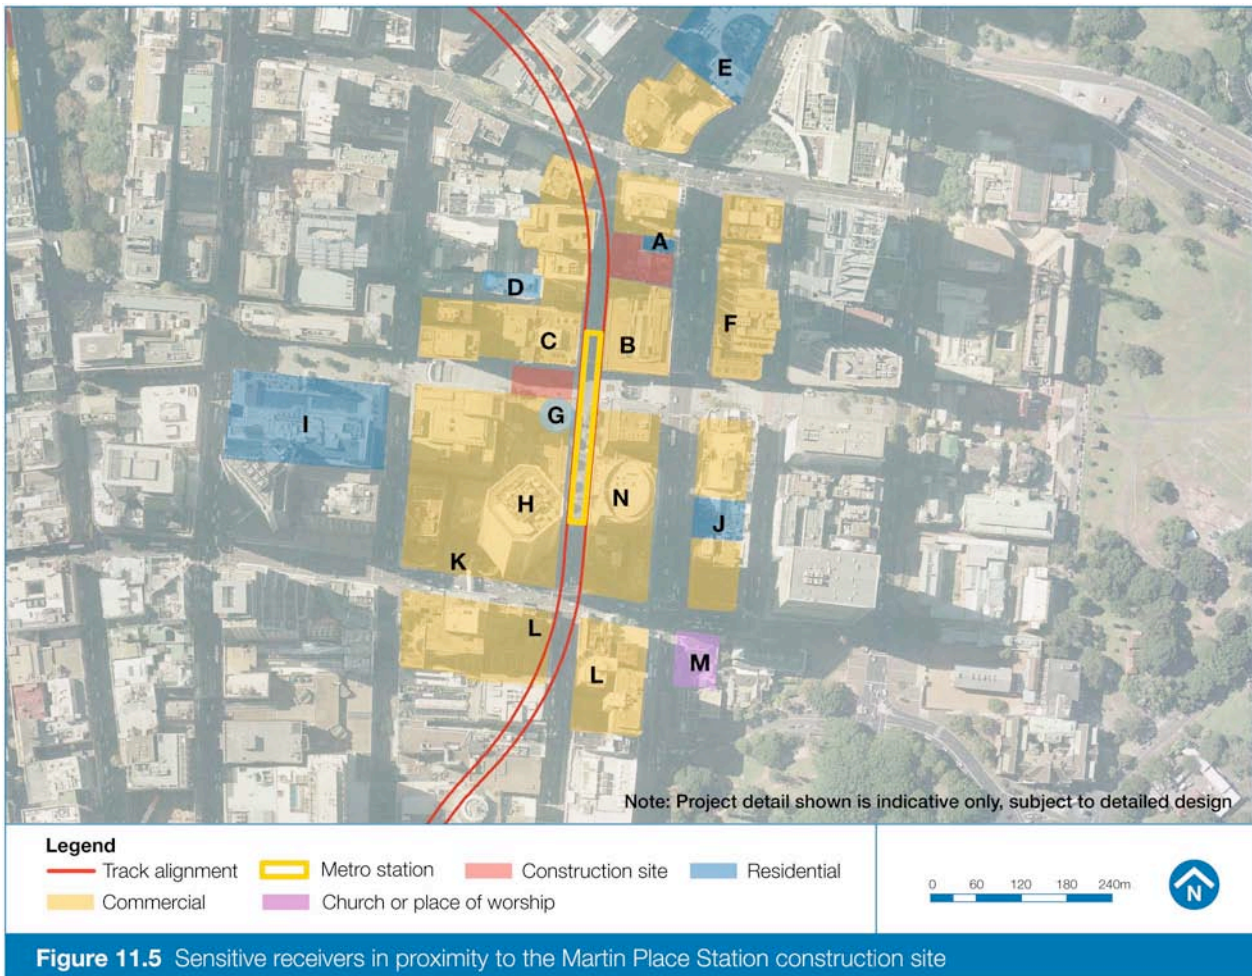 E
A
D
F
C
B
G
I
H
N
J
K
L
L
M
Note: Project detail shown is indicative only, subject to detailed design
Legend
Track alignment
Metro station
Construction site
Residential
Commercial
Church or place of worship
0 60 120 180 240m
N
Figure 11.5 Sensitive receivers in proximity to the Martin Place Station construction site